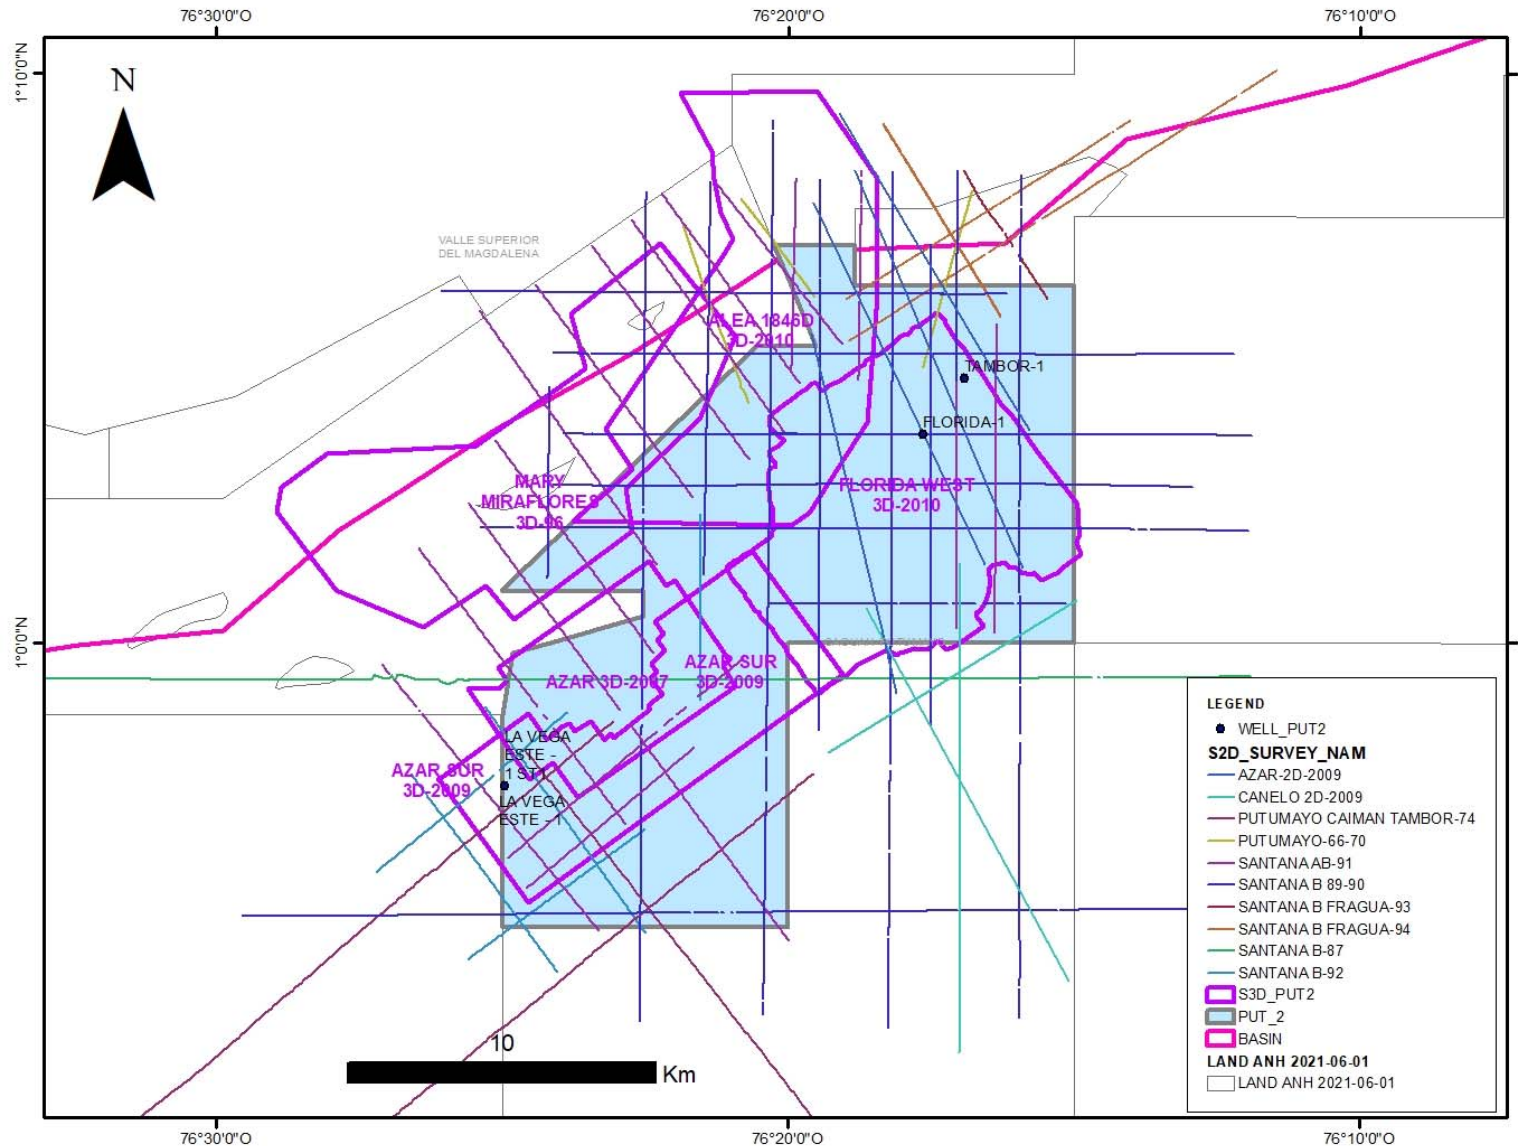 76°30'0"O
76°20'0"O
76°10'0"O
1°10'0"N
N
VALLE SUPERIOR
DEL MAGDALENA
ALEA 1846D
3D-2010
TAMBOR-1
FLORIDA-1
MARY
MIRAFLORES
3D-96
FLORIDA WEST
3D-2010
1°0'0"N
AZAR SUR
3D-2009
AZAR 3D-2007
LA VEGA
ESTE -
1 ST1
AZAR SUR
3D-2009
LA VEGA
ESTE - 1
LEGEND
WELL_PUT2
S2D_SURVEY_NAM
AZAR-2D-2009
CANELO 2D-2009
PUTUMAYO CAIMAN TAMBOR-74
PUTUMAYO-66-70
SANTANA AB-91
SANTANA B 89-90
SANTANA B FRAGUA-93
SANTANA B FRAGUA-94
SANTANA B-87
SANTANA B-92
S3D_PUT2
PUT_2
BASIN
LAND ANH 2021-06-01
LAND ANH 2021-06-01
10
Km
76°30'0"O
76°20'0"O
76°10'0"O